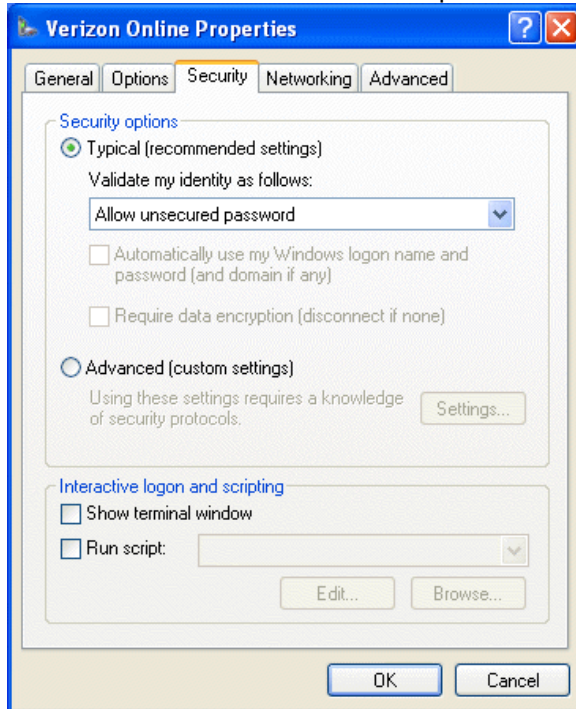 Verizon Online Properties
General Options Security Networking Advanced
Security options
Typical (recommended settings)
Validate my identity as follows:
Allow unsecured password
Automatically use my Windows logon name and
password (and domain if any)
Require data encryption (disconnect if none)
Advanced (custom settings)
Using these settings requires a knowledge
of security protocols.
Settings...
Interactive logon and scripting
Show terminal window
Run script:
Edit... Browse...
OK Cancel